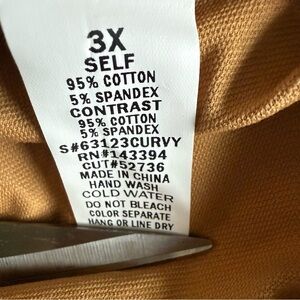 3X
SELF
95% COTTON
5% SPANDEX
CONTRAST
95% COTTON
5% SPANDEX
S#63123CURVY
RN#143394
CUT#52736
MADE IN CHINA
HAND WASH
COLD WATER
DO NOT BLEACH
COLOR SEPARATE
HANG OR LINE DRY